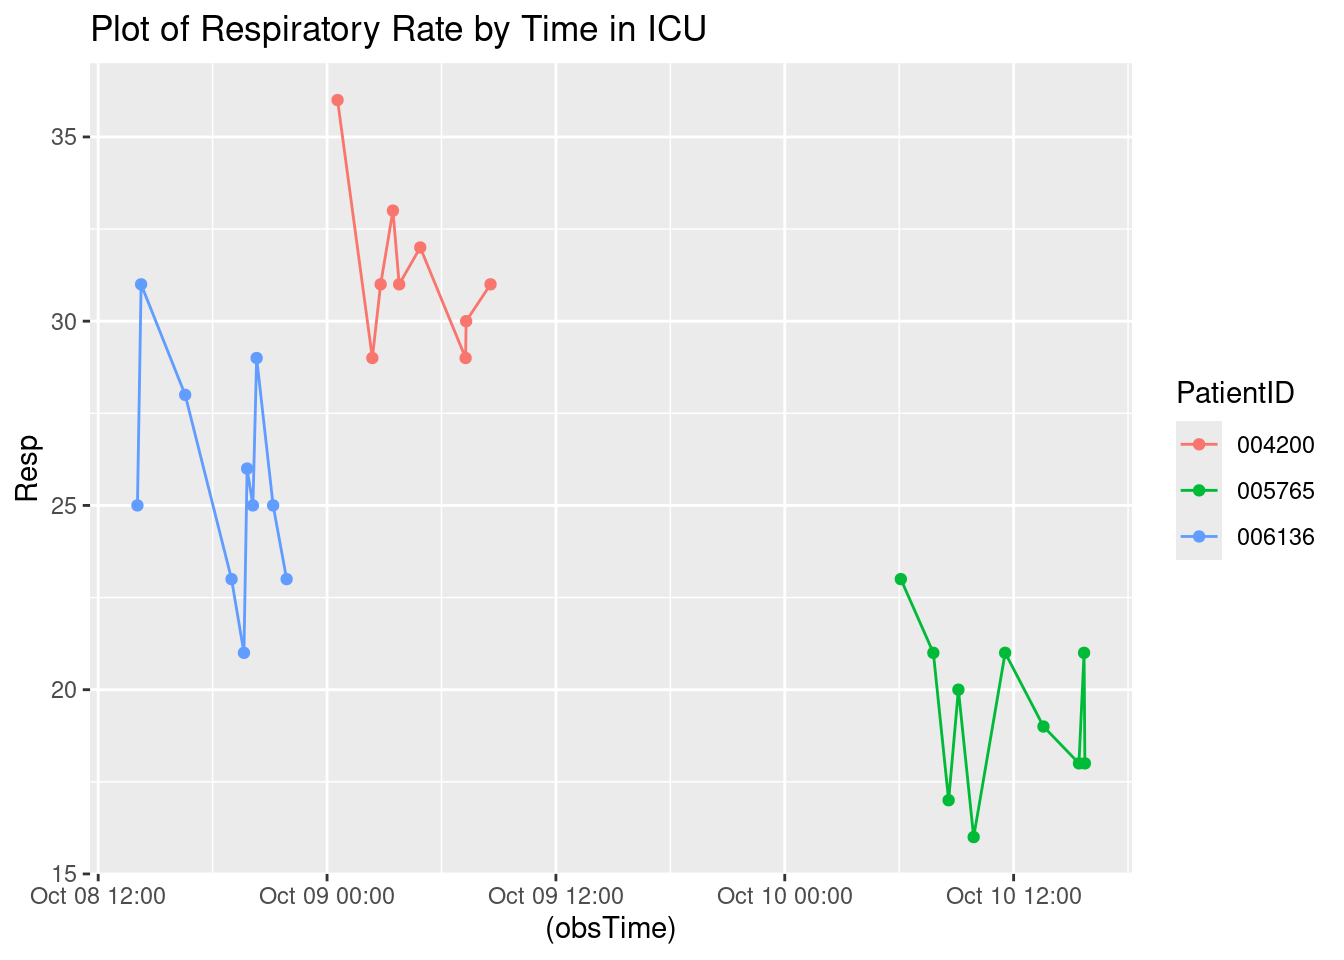 Plot of Respiratory Rate by Time in ICU
35
30
25
20
15
Resp
Oct 08 12:00 Oct 09 00:00 Oct 09 12:00 Oct 10 00:00 Oct 10 12:00
(obsTime)
PatientID
004200
005765
006136